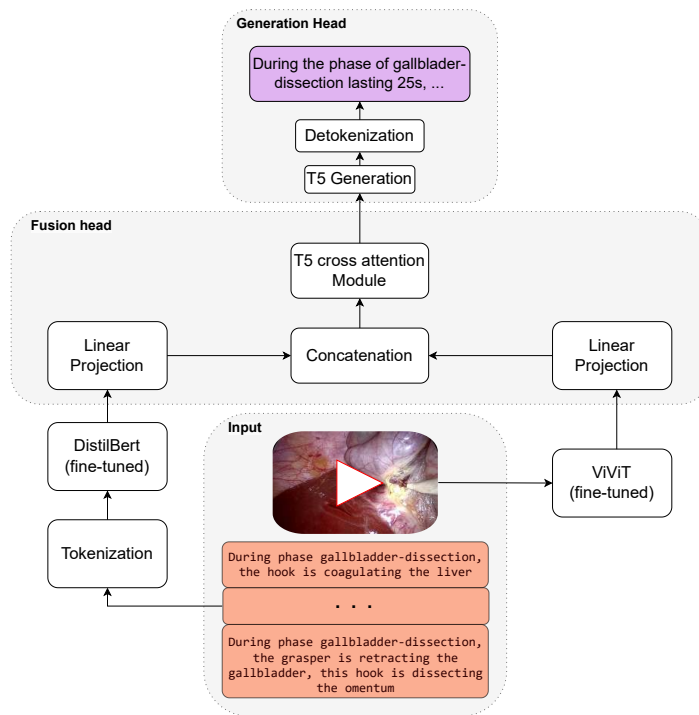 Generation Head
During the phase of gallblader-
dissection lasting 25s, ...
Detokenization
T5 Generation
Fusion head
T5 cross attention
Module
Linear
Projection
Concatenation
Linear
Projection
DistilBert
(fine-tuned)
Input
ViViT
(fine-tuned)
Tokenization
During phase gallbladder-dissection,
the hook is coagulating the liver
. . .
During phase gallbladder-dissection,
the grasper is retracting the
gallbladder, this hook is dissecting
the omentum